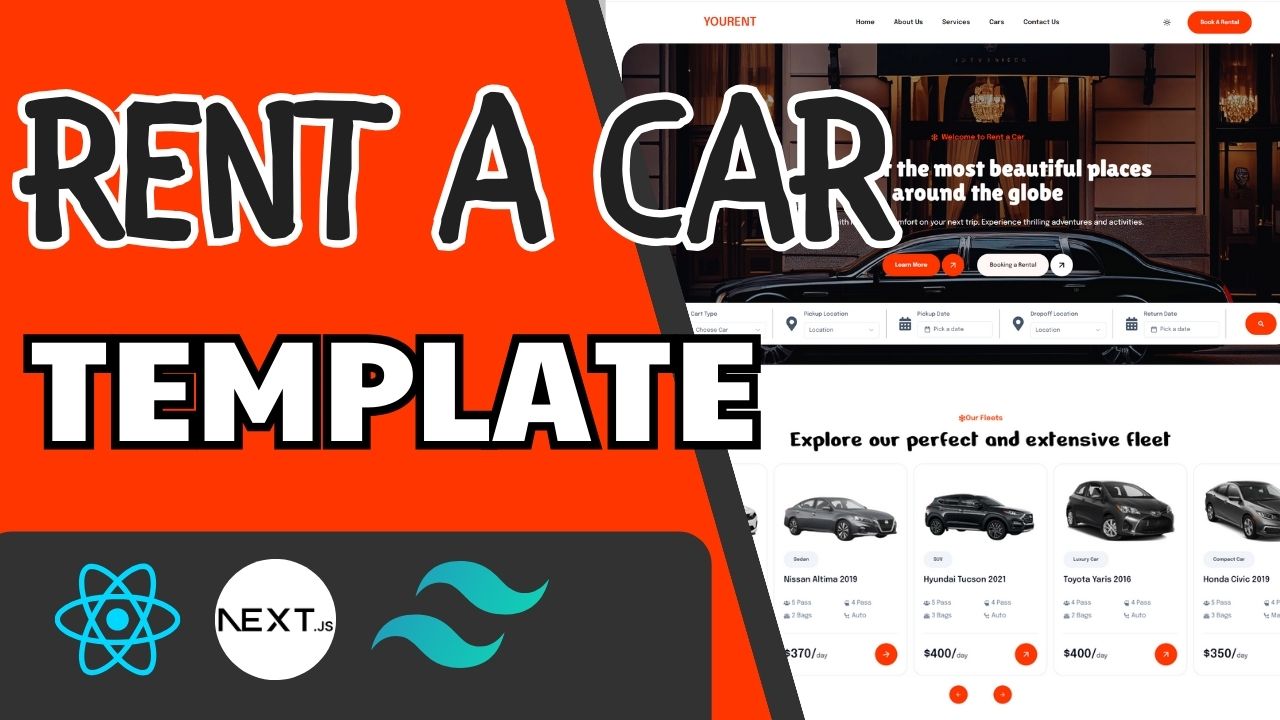 RENT A CAR
TEMPLATE
NEXT.JS
YOURENT
Home About Us Services Cars Contact Us
Book A Rental
Welcome to Rent a Car
the most beautiful places
around the globe
on your next trip. Experience thrilling adventures and activities.
Learn More
Booking a Rental
Cart Type
Choose Car
Pickup Location
Location
Pickup Date
Pick a date
Dropoff Location
Location
Return Date
Pick a date
Our Fleets
Explore our perfect and extensive fleet
Sedan
Nissan Altima 2019
5 Pass 4 Pass
2 Bags Auto
$370/day
SUV
Hyundai Tucson 2021
5 Pass 4 Pass
3 Bags Auto
$400/day
Luxury Car
Toyota Yaris 2016
4 Pass 4 Pass
2 Bags Auto
$400/day
Compact Car
Honda Civic 2019
5 Pass
3 Bags
$350/day